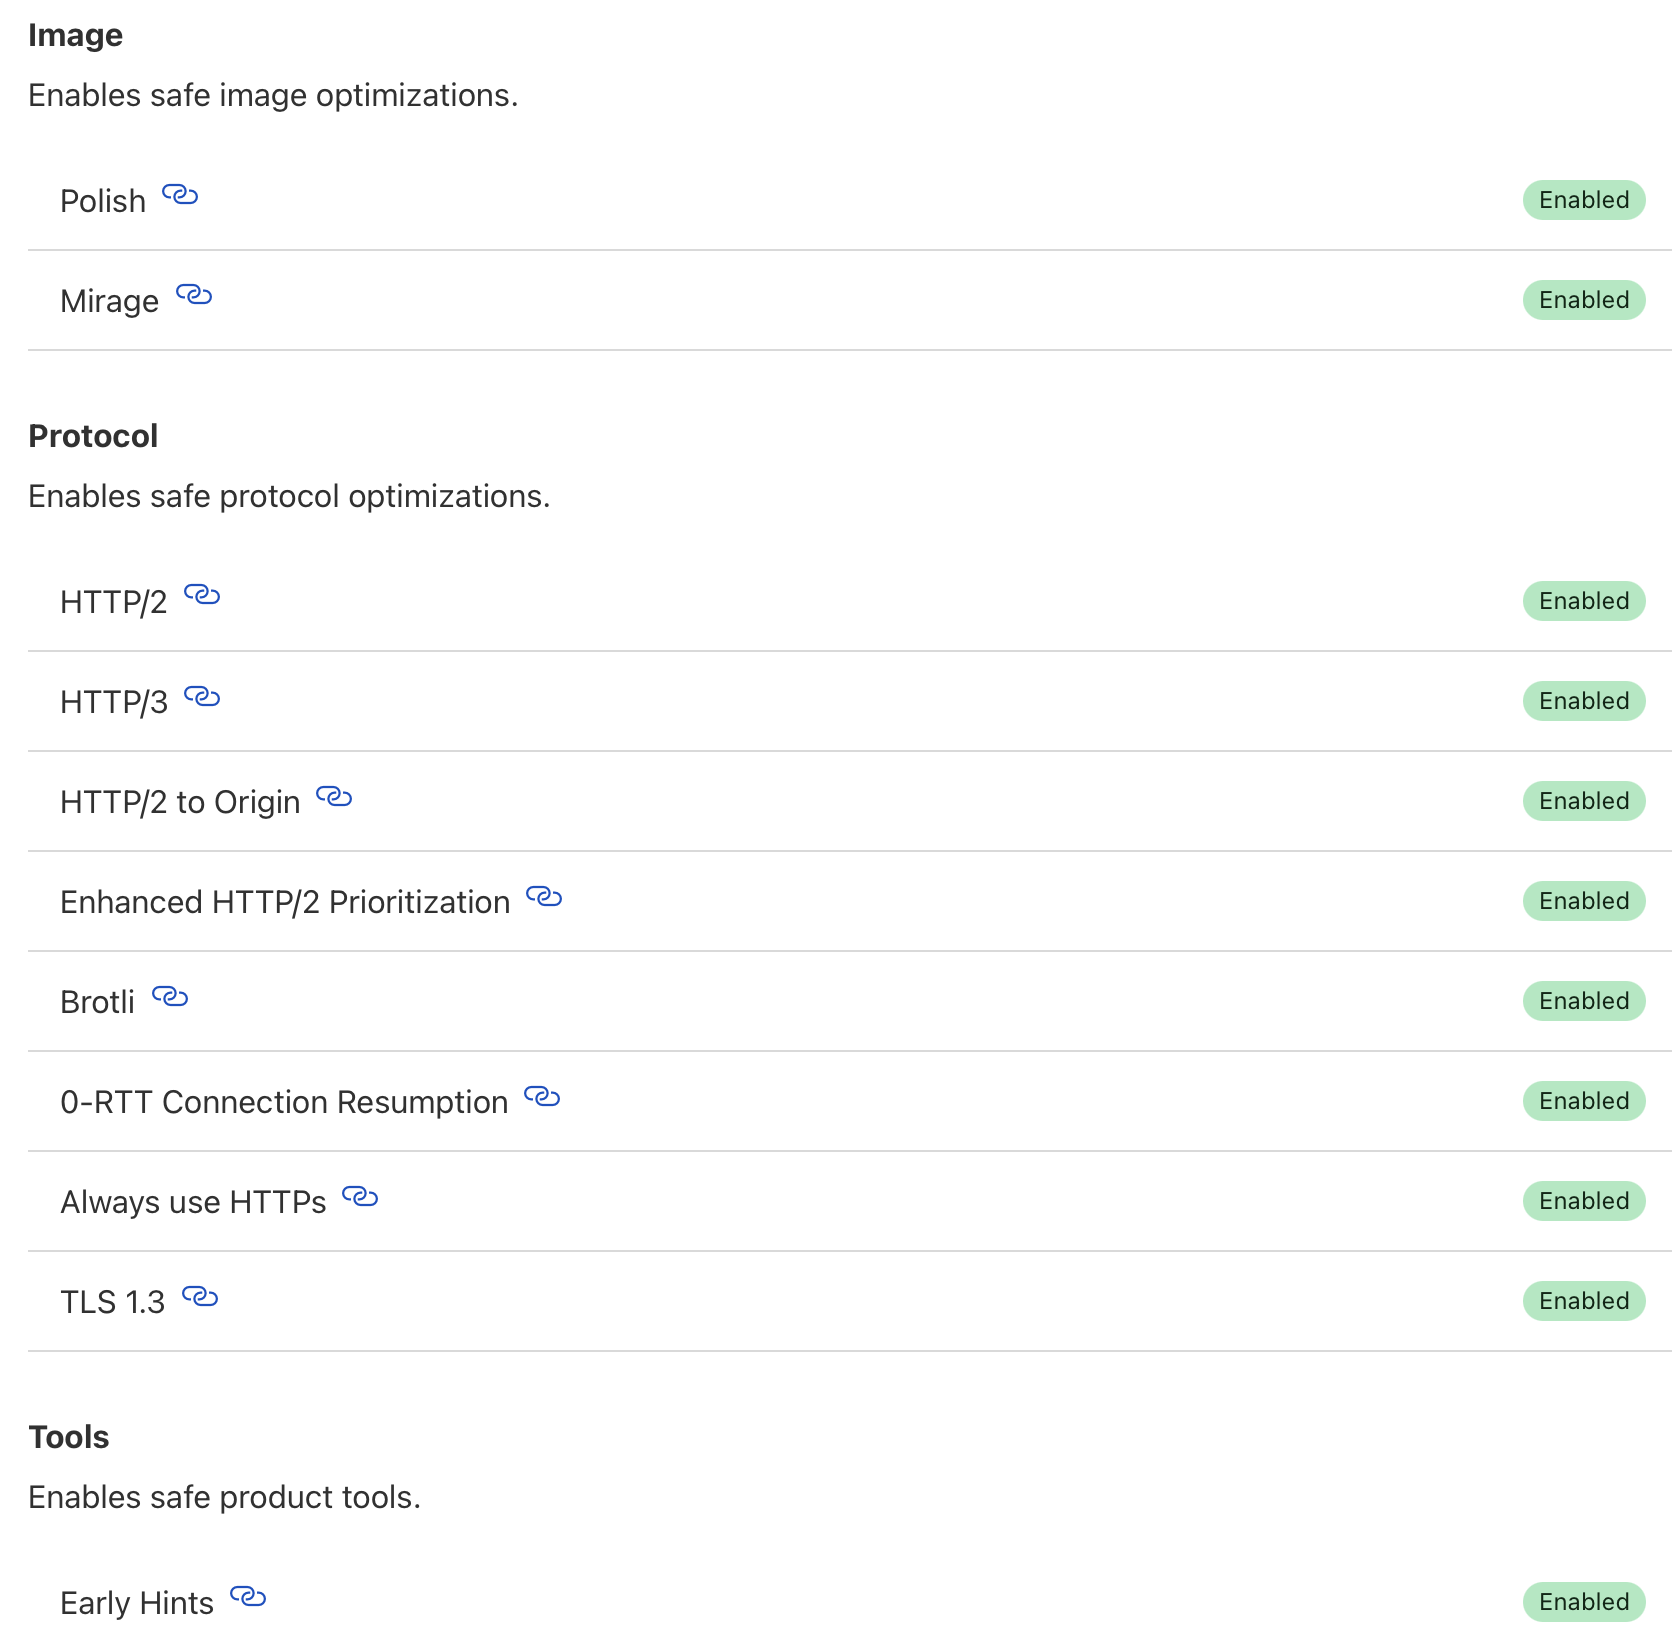 Image
Enables safe image optimizations.
Polish Enabled
Mirage Enabled
Protocol
Enables safe protocol optimizations.
HTTP/2 Enabled
HTTP/3 Enabled
HTTP/2 to Origin Enabled
Enhanced HTTP/2 Prioritization Enabled
Brotli Enabled
0-RTT Connection Resumption Enabled
Always use HTTPs Enabled
TLS 1.3 Enabled
Tools
Enables safe product tools.
Early Hints Enabled